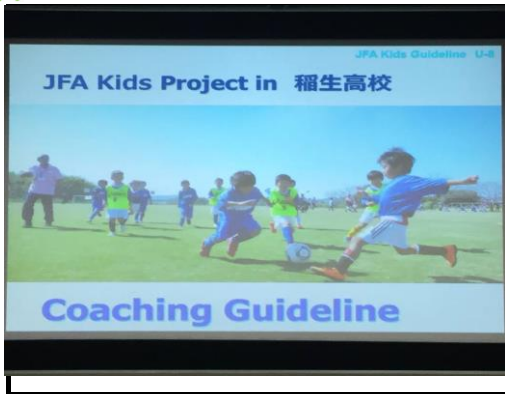 JFA Kids Guideline U-8
JFA Kids Project in 稲生高校
Coaching Guideline